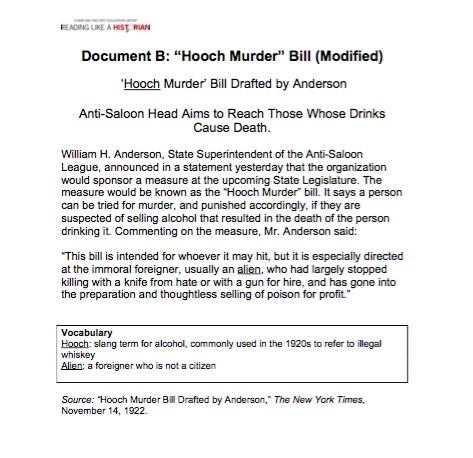 STANFORD HISTORY EDUCATION GROUP
READING LIKE A HISTORIAN
Document B: “Hooch Murder” Bill (Modified)
‘Hooch Murder’ Bill Drafted by Anderson
Anti-Saloon Head Aims to Reach Those Whose Drinks
Cause Death.
William H. Anderson, State Superintendent of the Anti-Saloon
League, announced in a statement yesterday that the organization
would sponsor a measure at the upcoming State Legislature. The
measure would be known as the “Hooch Murder” bill. It says a person
can be tried for murder, and punished accordingly, if they are
suspected of selling alcohol that resulted in the death of the person
drinking it. Commenting on the measure, Mr. Anderson said:
“This bill is intended for whoever it may hit, but it is especially directed
at the immoral foreigner, usually an alien, who had largely stopped
killing with a knife from hate or with a gun for hire, and has gone into
the preparation and thoughtless selling of poison for profit.”
Vocabulary
Hooch: slang term for alcohol, commonly used in the 1920s to refer to illegal
whiskey
Alien: a foreigner who is not a citizen
Source: “Hooch Murder Bill Drafted by Anderson,” The New York Times,
November 14, 1922.